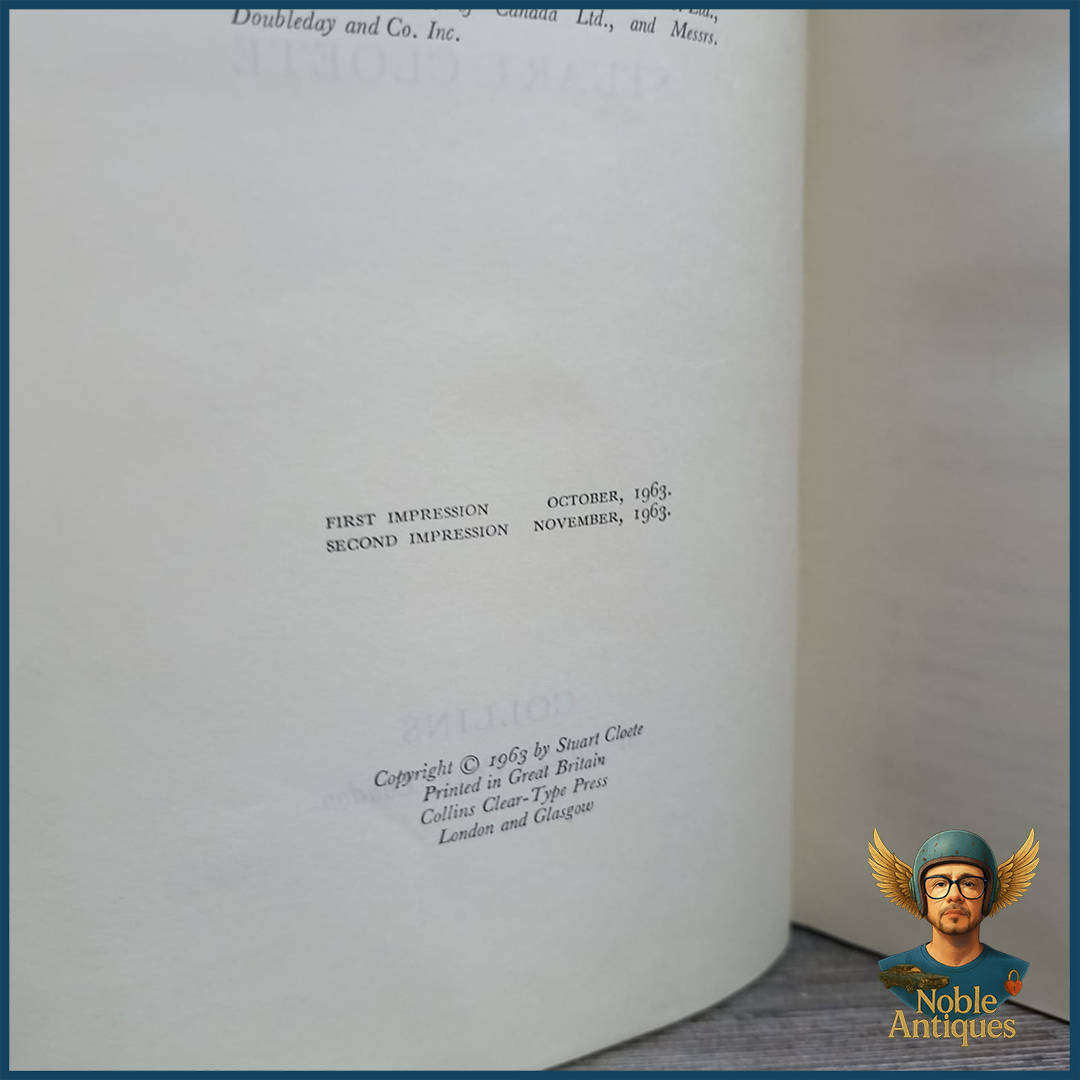 Canada Ltd., and Messrs.
Doubleday and Co. Inc.
FIRST IMPRESSION OCTOBER, 1963.
SECOND IMPRESSION NOVEMBER, 1963.
Copyright © 1963 by Stuart Cloete
Printed in Great Britain
Collins Clear-Type Press
London and Glasgow
Noble
Antiques